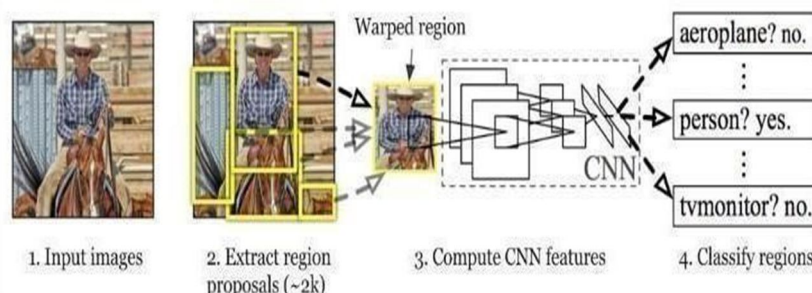 Warped region
aeroplane? no.
person? yes.
CNN
tvmonitor? no.
1. Input images
2. Extract region
proposals (~2k)
3. Compute CNN features
4. Classify regions